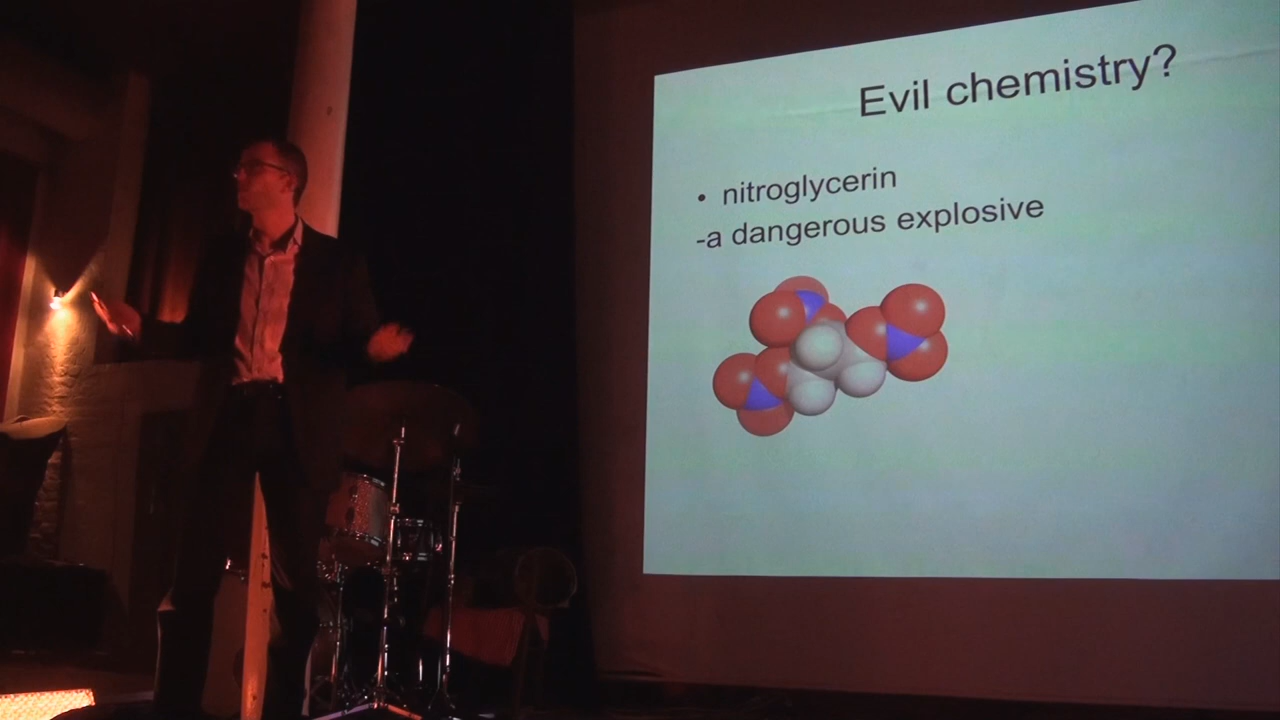 Evil chemistry?
• nitroglycerin
-a dangerous explosive